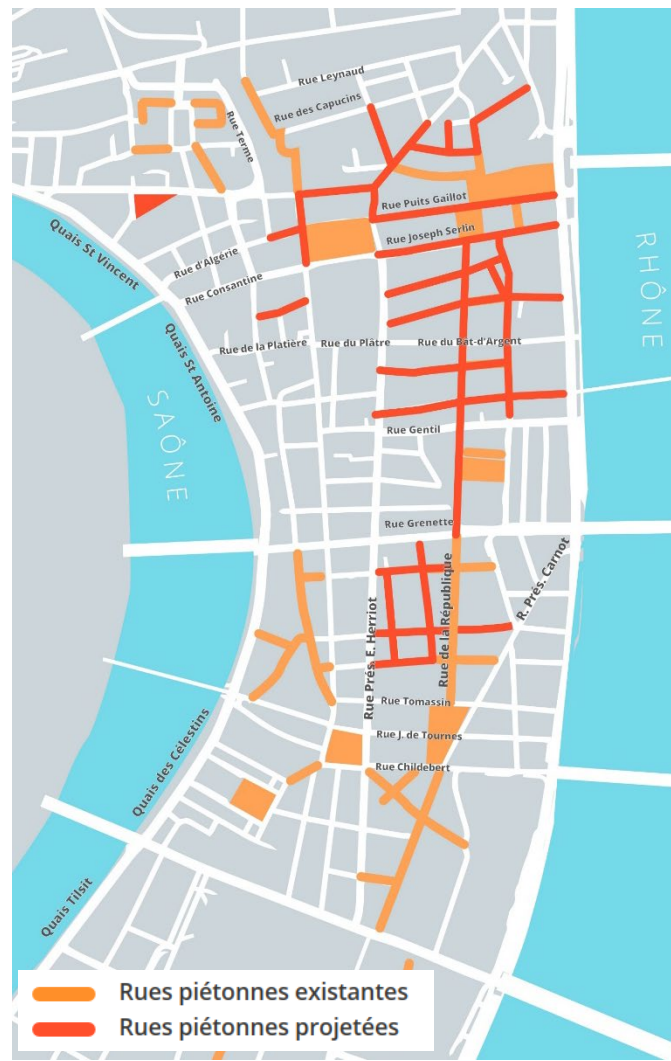 Rue Leynaud
Rue des Capucins
Rue Terme
Rue Puits Gaillot
Rue Joseph Serlin
Quais St Vincent
Rue d'Algérie
Rue Consantine
RHÔNE
Rue de la Platière
Rue du Plâtre
Rue du Bat-d'Argent
Quais St Antoine
SAÔNE
Rue Gentil
Rue Grenette
R. Prés. Carnot
Rue de la République
Rue Prés. E. Herriot
Rue Tomassin
Rue J. de Tournes
Rue Childebert
Quais des Célestins
Quais Tilsit
Rues piétonnes existantes
Rues piétonnes projetées